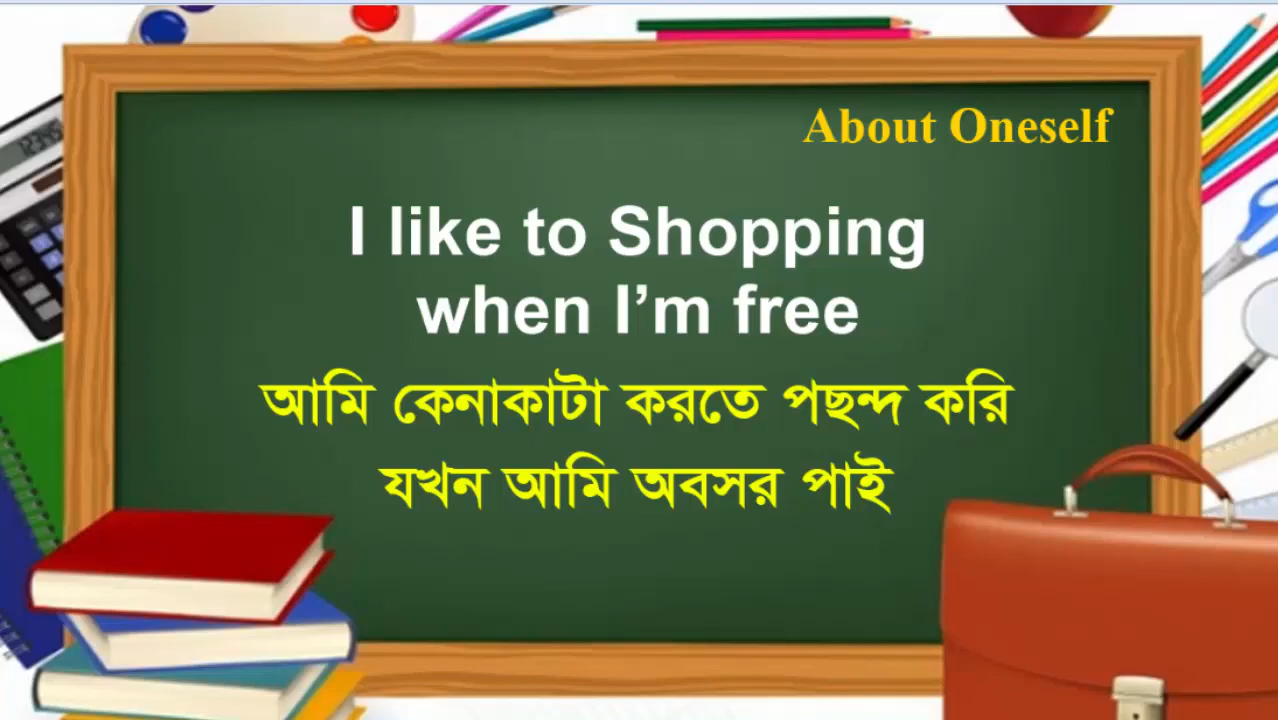 About Oneself
I like to Shopping
when I’m free
আমি কেনাকাটা করতে পছন্দ করি
যখন আমি অবসর পাই